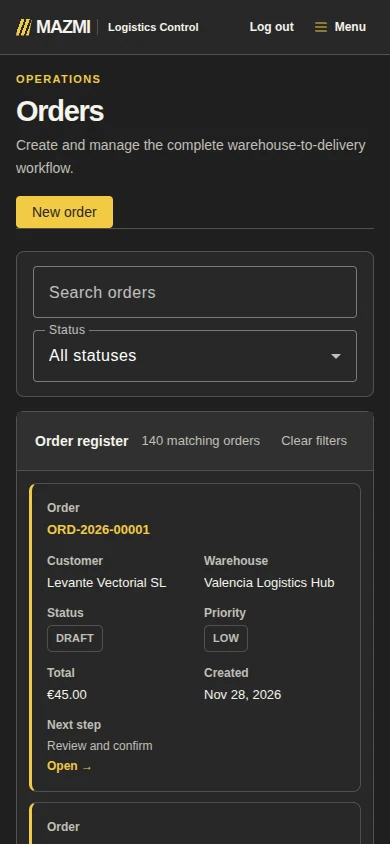 MAZMI Logistics Control Log out Menu
OPERATIONS
Orders
Create and manage the complete warehouse-to-delivery
workflow.
New order
Search orders
Status
All statuses
Order register 140 matching orders Clear filters
Order
ORD-2026-00001
Customer Warehouse
Levante Vectorial SL Valencia Logistics Hub
Status Priority
DRAFT LOW
Total Created
€45.00 Nov 28, 2026
Next step
Review and confirm
Open →
Order